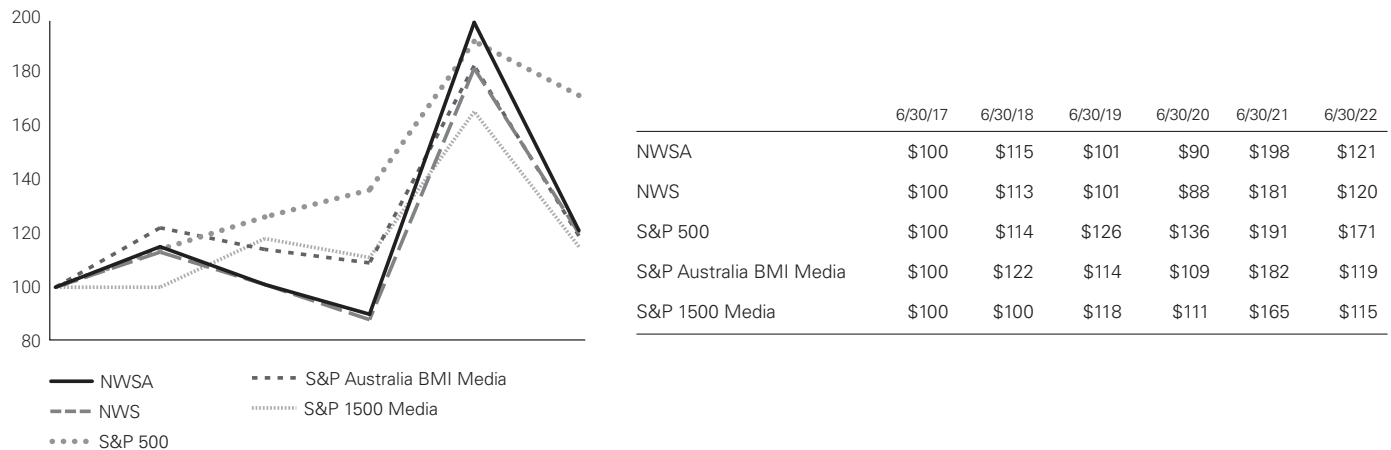 200
180
160
140
120
100
80
NWSA
NWS
S&P 500
S&P Australia BMI Media
S&P 1500 Media
6/30/17 6/30/18 6/30/19 6/30/20 6/30/21 6/30/22
NWSA $100 $115 $101 $90 $198 $121
NWS $100 $113 $101 $88 $181 $120
S&P 500 $100 $114 $126 $136 $191 $171
S&P Australia BMI Media $100 $122 $114 $109 $182 $119
S&P 1500 Media $100 $100 $118 $111 $165 $115